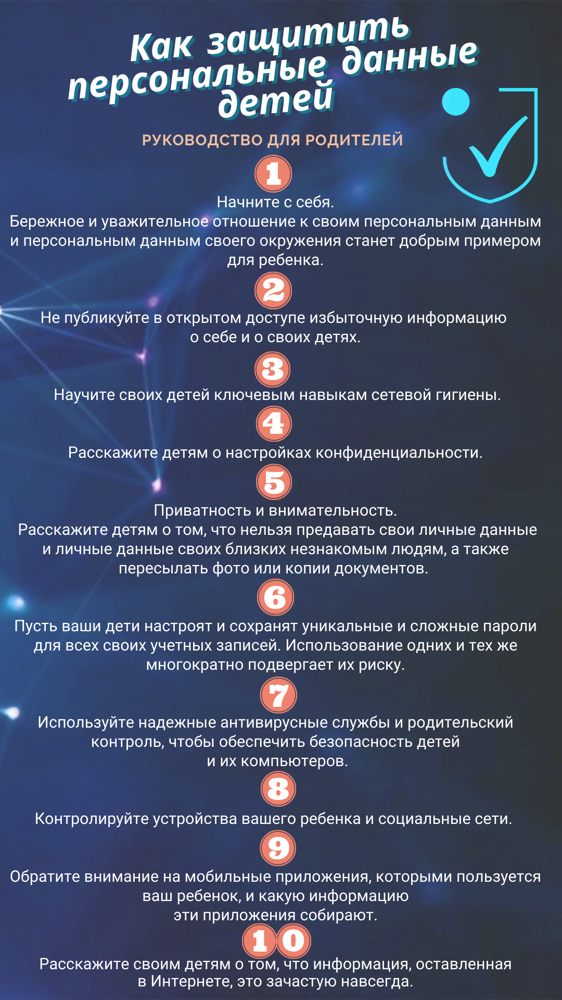 Как защитить
персональные данные
детей
РУКОВОДСТВО ДЛЯ РОДИТЕЛЕЙ
1
Начните с себя.
Бережное и уважительное отношение к своим персональным данным
и персональным данным своего окружения станет добрым примером
для ребенка.
2
Не публикуйте в открытом доступе избыточную информацию
о себе и о своих детях.
3
Научите своих детей ключевым навыкам сетевой гигиены.
4
Расскажите детям о настройках конфиденциальности.
5
Приватность и внимательность.
Расскажите детям о том, что нельзя предавать свои личные данные
и личные данные своих близких незнакомым людям, а также
пересылать фото или копии документов.
6
Пусть ваши дети настроят и сохранят уникальные и сложные пароли
для всех своих учетных записей. Использование одних и тех же
многократно подвергает их риску.
7
Используйте надежные антивирусные службы и родительский
контроль, чтобы обеспечить безопасность детей
и их компьютеров.
8
Контролируйте устройства вашего ребенка и социальные сети.
9
Обратите внимание на мобильные приложения, которыми пользуется
ваш ребенок, и какую информацию
эти приложения собирают.
10
Расскажите своим детям о том, что информация, оставленная
в Интернете, это зачастую навсегда.